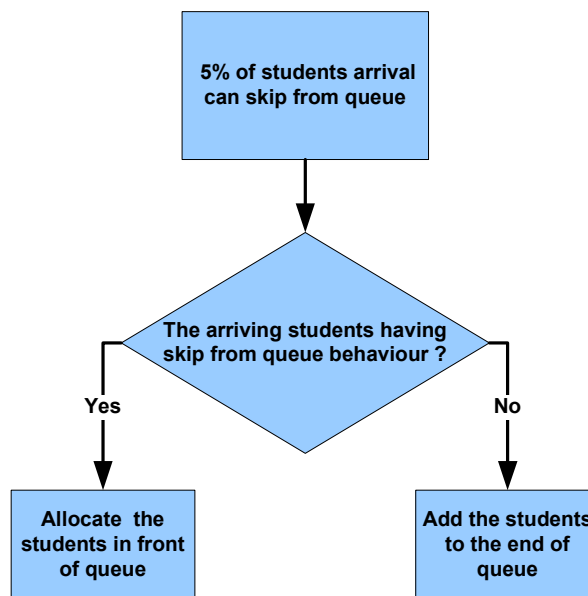 5% of students arrival
can skip from queue
The arriving students having
skip from queue behaviour ?
Yes
No
Allocate the
students in front
of queue
Add the students
to the end of
queue